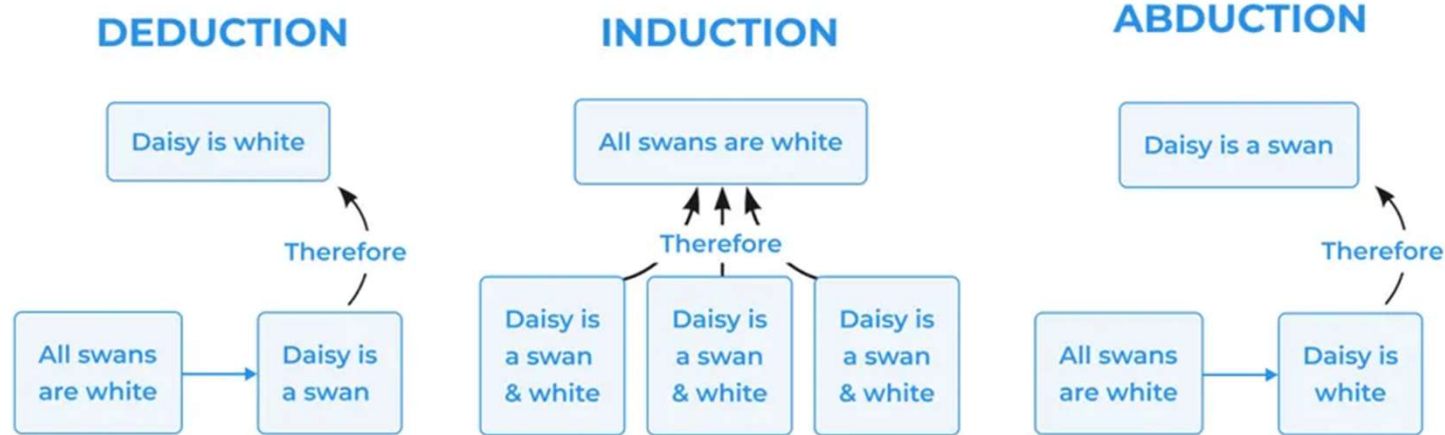 DEDUCTION
Daisy is white
Therefore
All swans
are white
Daisy is
a swan
INDUCTION
All swans are white
Therefore
Daisy is
a swan
& white
Daisy is
a swan
& white
Daisy is
a swan
& white
ABDUCTION
Daisy is a swan
Therefore
All swans
are white
Daisy is
white